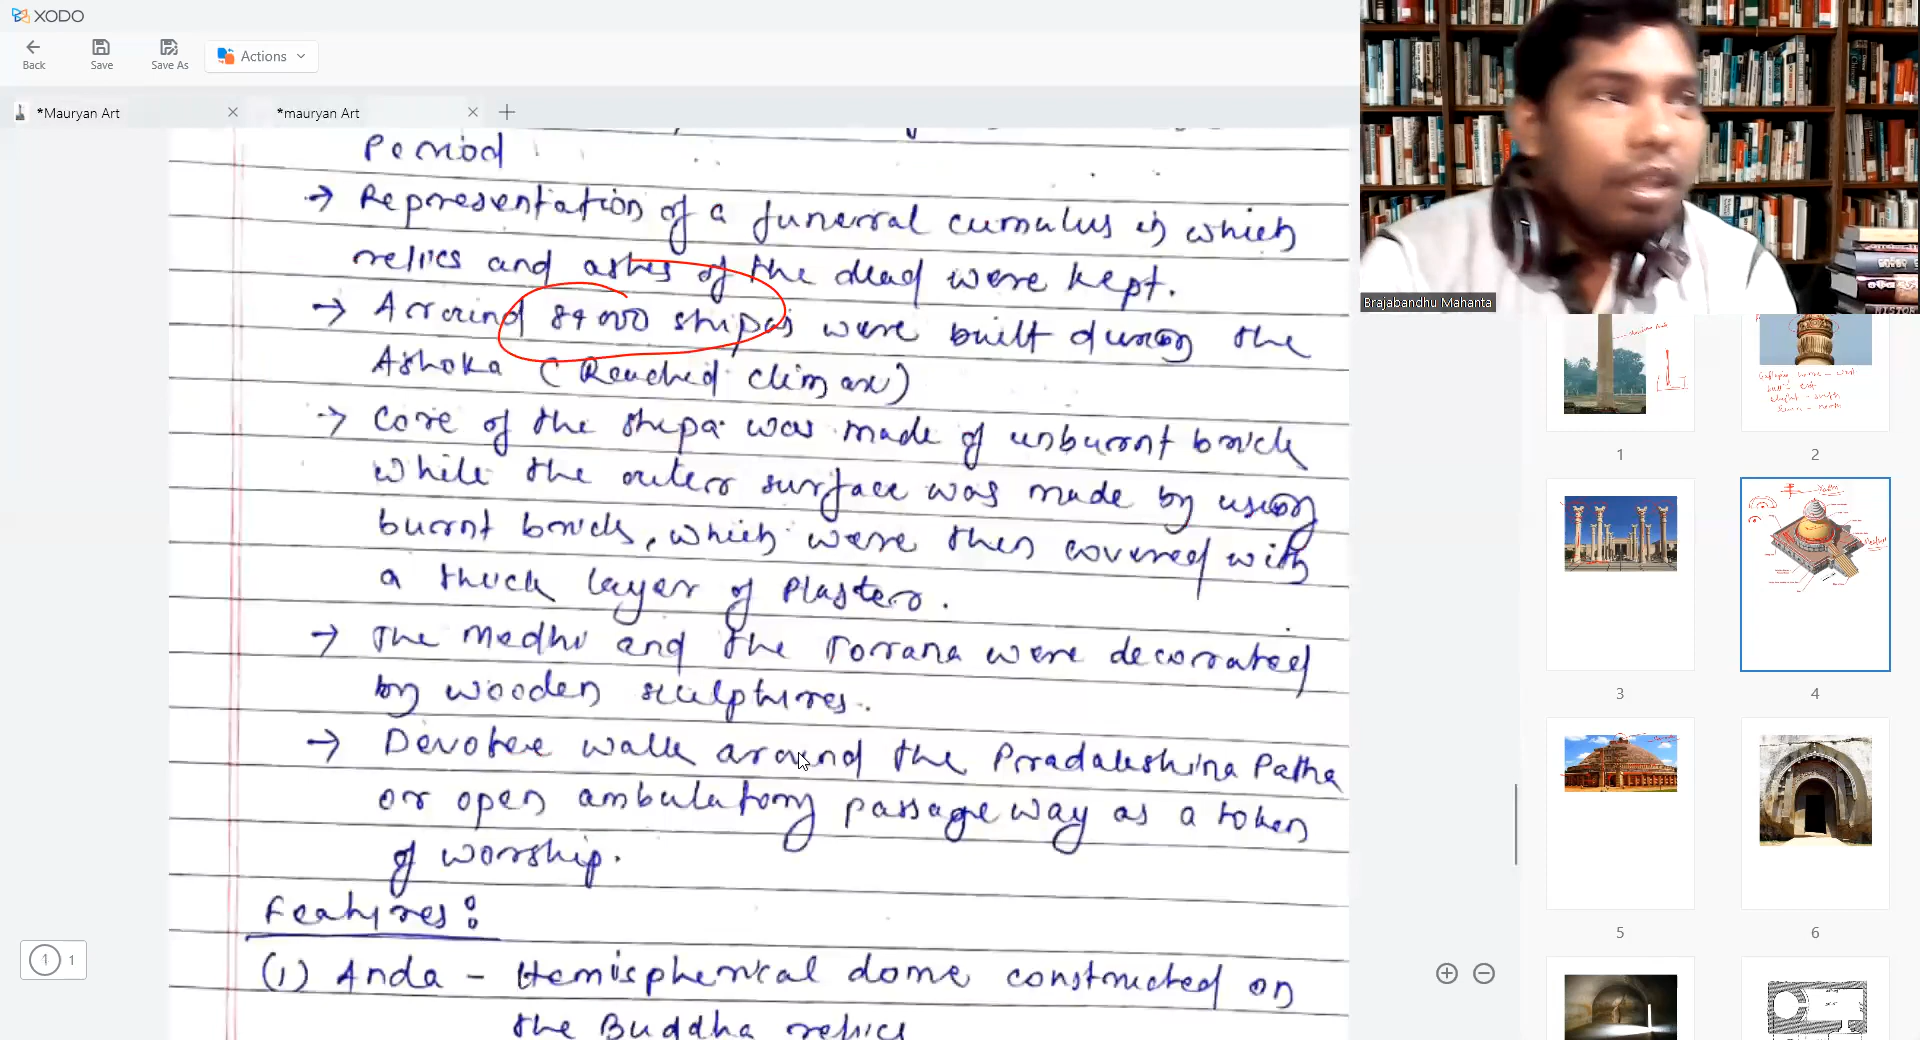 XODO
Back
Save
Save As
Actions
*Mauryan Art
*mauryan Art
Period
→ Representation of a funeral cumulus in which
relics and ashes of the dead were kept.
→ Arround 84000 stupas were built during the
Ashoka (Reached climax)
→ Core of the stupa was made of unburnt brick
while the outer surface was made by using
burnt brick, which were then covered with
a thick layer of Plaster.
→ The medhi and the Torrana were decorated
by wooden sculptures.
→ Devotee walk around the Pradakshina Patha
or open ambulatory passageway as a token
of worship.
Features:
(1) Anda - Hemispherical dome constructed on
the Buddha relics
1 1
Brajabandhu Mahanta
1
2
3
4
5
6